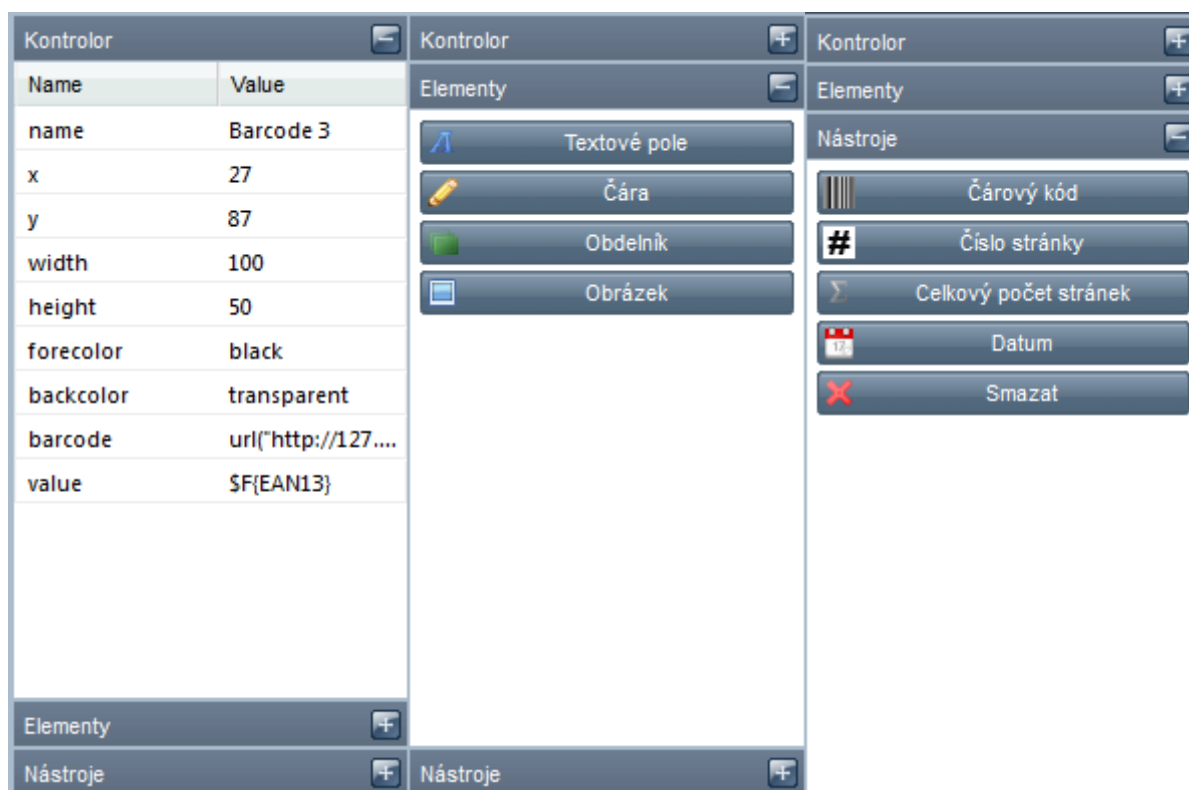 Kontrolor
Name Value
name Barcode 3
x 27
y 87
width 100
height 50
forecolor black
backcolor transparent
barcode url("http://127....
value $F{EAN13}
Elementy
Nástroje
Kontrolor
Elementy
Textové pole
Čára
Obdelník
Obrázek
Nástroje
Kontrolor
Elementy
Nástroje
Čárový kód
# Číslo stránky
Σ Celkový počet stránek
12 Datum
Smazat